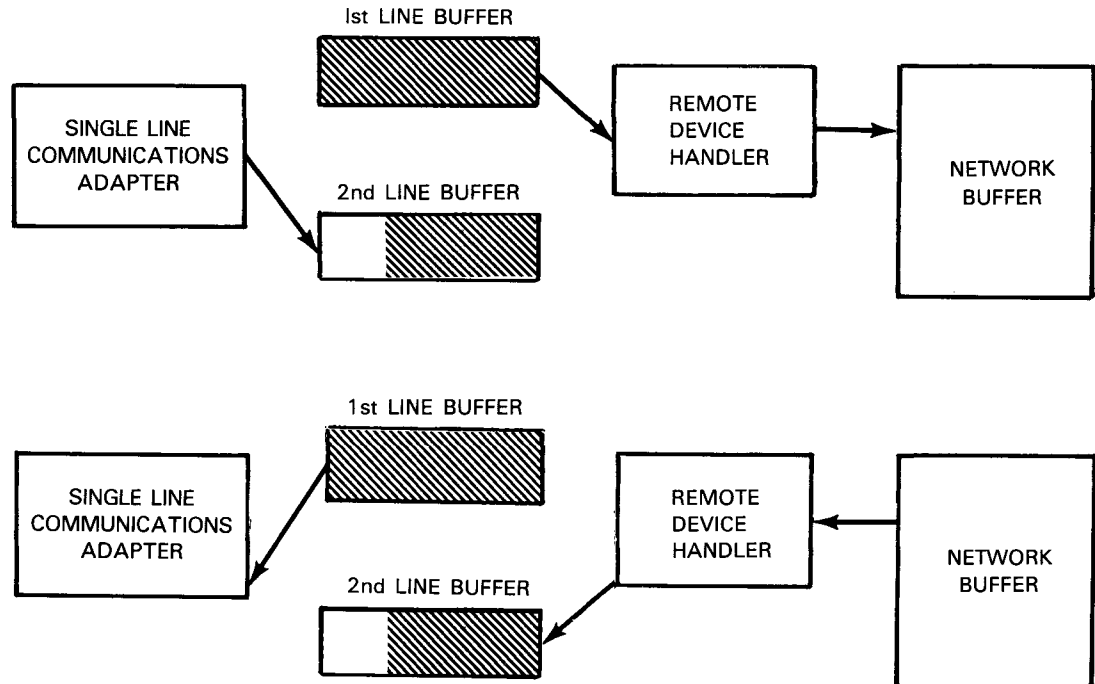 1st LINE BUFFER
SINGLE LINE
COMMUNICATIONS
ADAPTER
REMOTE
DEVICE
HANDLER
NETWORK
BUFFER
2nd LINE BUFFER
1st LINE BUFFER
SINGLE LINE
COMMUNICATIONS
ADAPTER
REMOTE
DEVICE
HANDLER
NETWORK
BUFFER
2nd LINE BUFFER